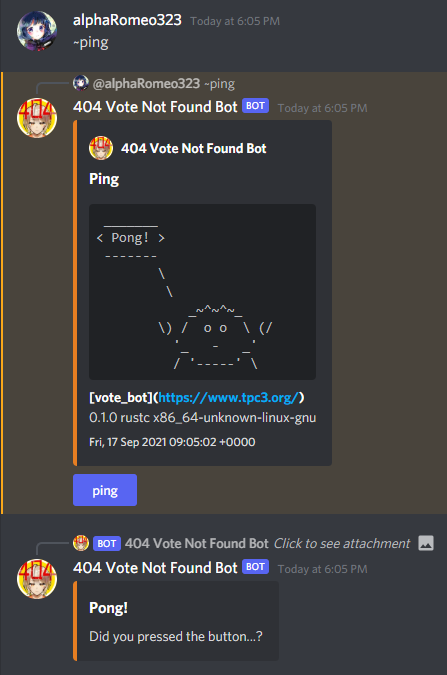 alphaRomeo323 Today at 6:05 PM
~ping
@alphaRomeo323 ~ping
404 Vote Not Found Bot BOT Today at 6:05 PM
404 Vote Not Found Bot
Ping
 _______
< Pong! >
 -------
        \
         \
            _~^~^~_
        \) /  o o  \ (/
          '_   -   _'
          / '-----' \
[vote_bot](https://www.tpc3.org/)
0.1.0 rustc x86_64-unknown-linux-gnu
Fri, 17 Sep 2021 09:05:02 +0000
ping
BOT 404 Vote Not Found Bot Click to see attachment
404 Vote Not Found Bot BOT Today at 6:05 PM
Pong!
Did you pressed the button...?